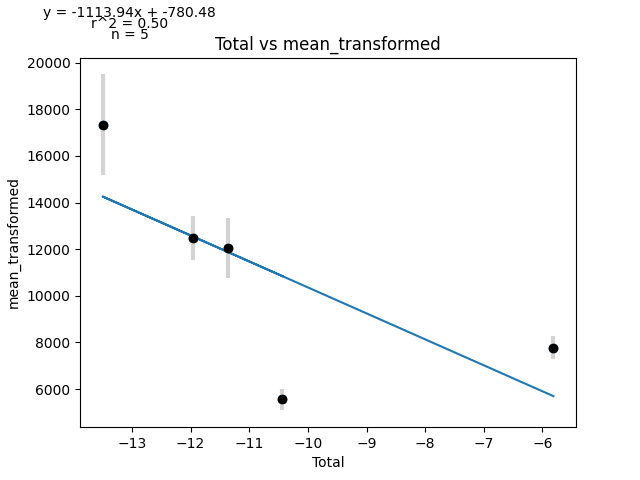 y = -1113.94x + -780.48
r^2 = 0.50
n = 5
Total vs mean_transformed
20000
18000
16000
14000
12000
10000
8000
6000
mean_transformed
−13 −12 −11 −10 −9 −8 −7 −6
Total